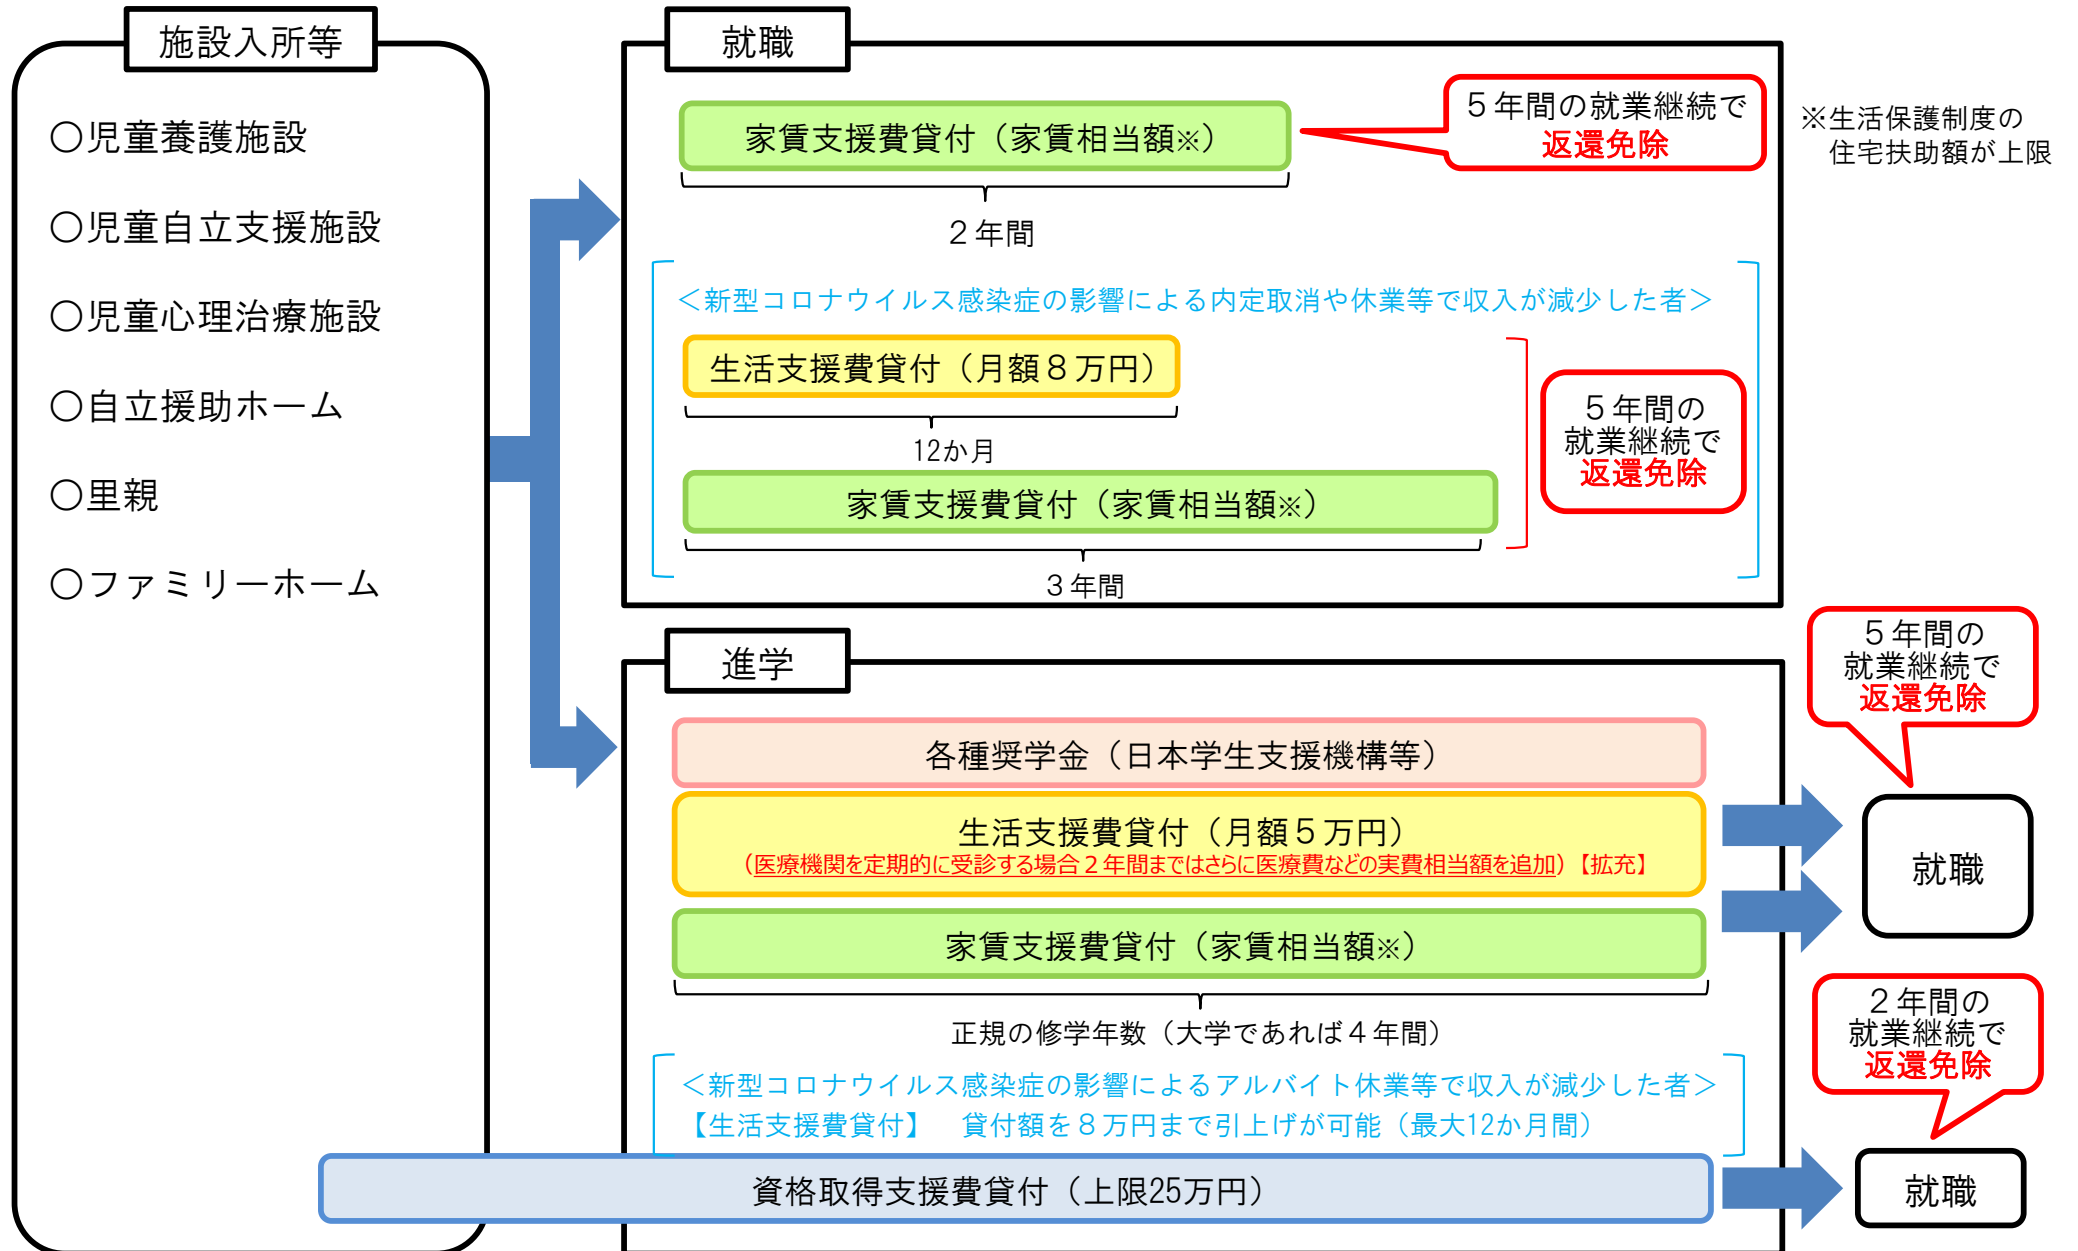 施設入所等
○児童養護施設
○児童自立支援施設
○児童心理治療施設
○自立援助ホーム
○里親
○ファミリーホーム
就職
家賃支援費貸付（家賃相当額※）
２年間
５年間の就業継続で
返還免除
※生活保護制度の
住宅扶助額が上限
＜新型コロナウイルス感染症の影響による内定取消や休業等で収入が減少した者＞
生活支援費貸付（月額８万円）
12か月
家賃支援費貸付（家賃相当額※）
３年間
５年間の
就業継続で
返還免除
進学
各種奨学金（日本学生支援機構等）
生活支援費貸付（月額５万円）
（医療機関を定期的に受診する場合２年間まではさらに医療費などの実費相当額を追加）【拡充】
家賃支援費貸付（家賃相当額※）
正規の修学年数（大学であれば４年間）
５年間の
就業継続で
返還免除
就職
＜新型コロナウイルス感染症の影響によるアルバイト休業等で収入が減少した者＞
【生活支援費貸付】　貸付額を８万円まで引上げが可能（最大12か月間）
資格取得支援費貸付（上限25万円）
２年間の
就業継続で
返還免除
就職